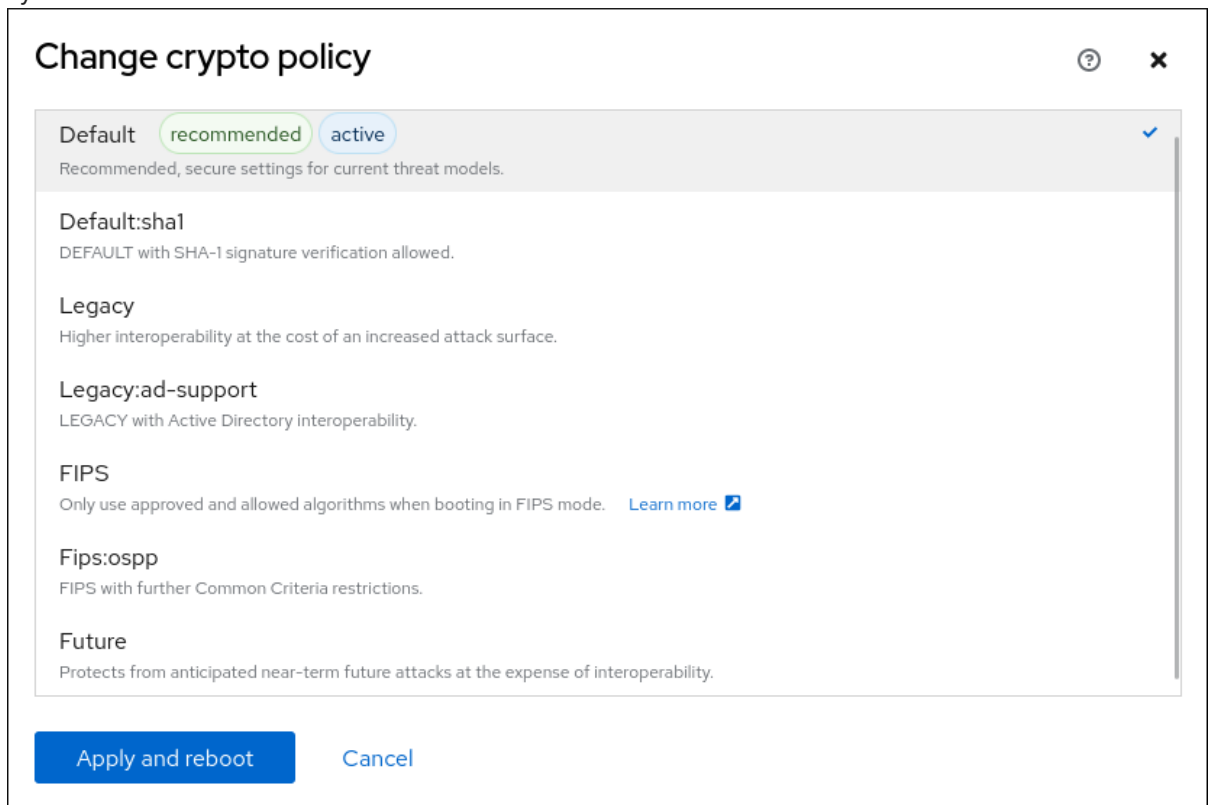 Change crypto policy
Default recommended active
Recommended, secure settings for current threat models.
Default:sha1
DEFAULT with SHA-1 signature verification allowed.
Legacy
Higher interoperability at the cost of an increased attack surface.
Legacy:ad-support
LEGACY with Active Directory interoperability.
FIPS
Only use approved and allowed algorithms when booting in FIPS mode. Learn more
Fips:ospp
FIPS with further Common Criteria restrictions.
Future
Protects from anticipated near-term future attacks at the expense of interoperability.
Apply and reboot Cancel